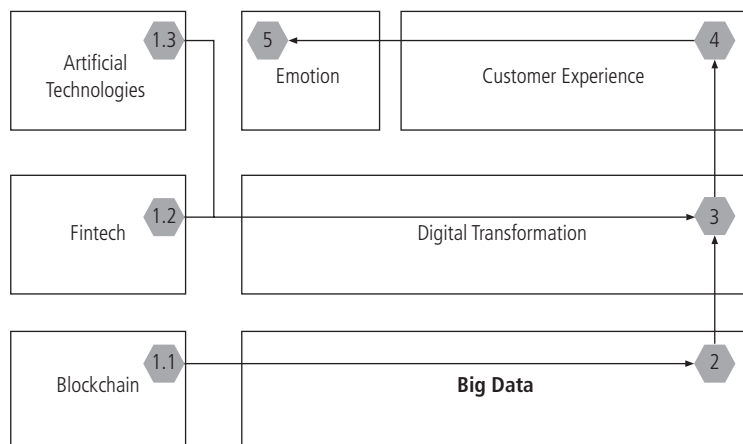 1.3
Artificial
Technologies
5
Emotion
4
Customer Experience
1.2
Fintech
3
Digital Transformation
1.1
Blockchain
2
Big Data